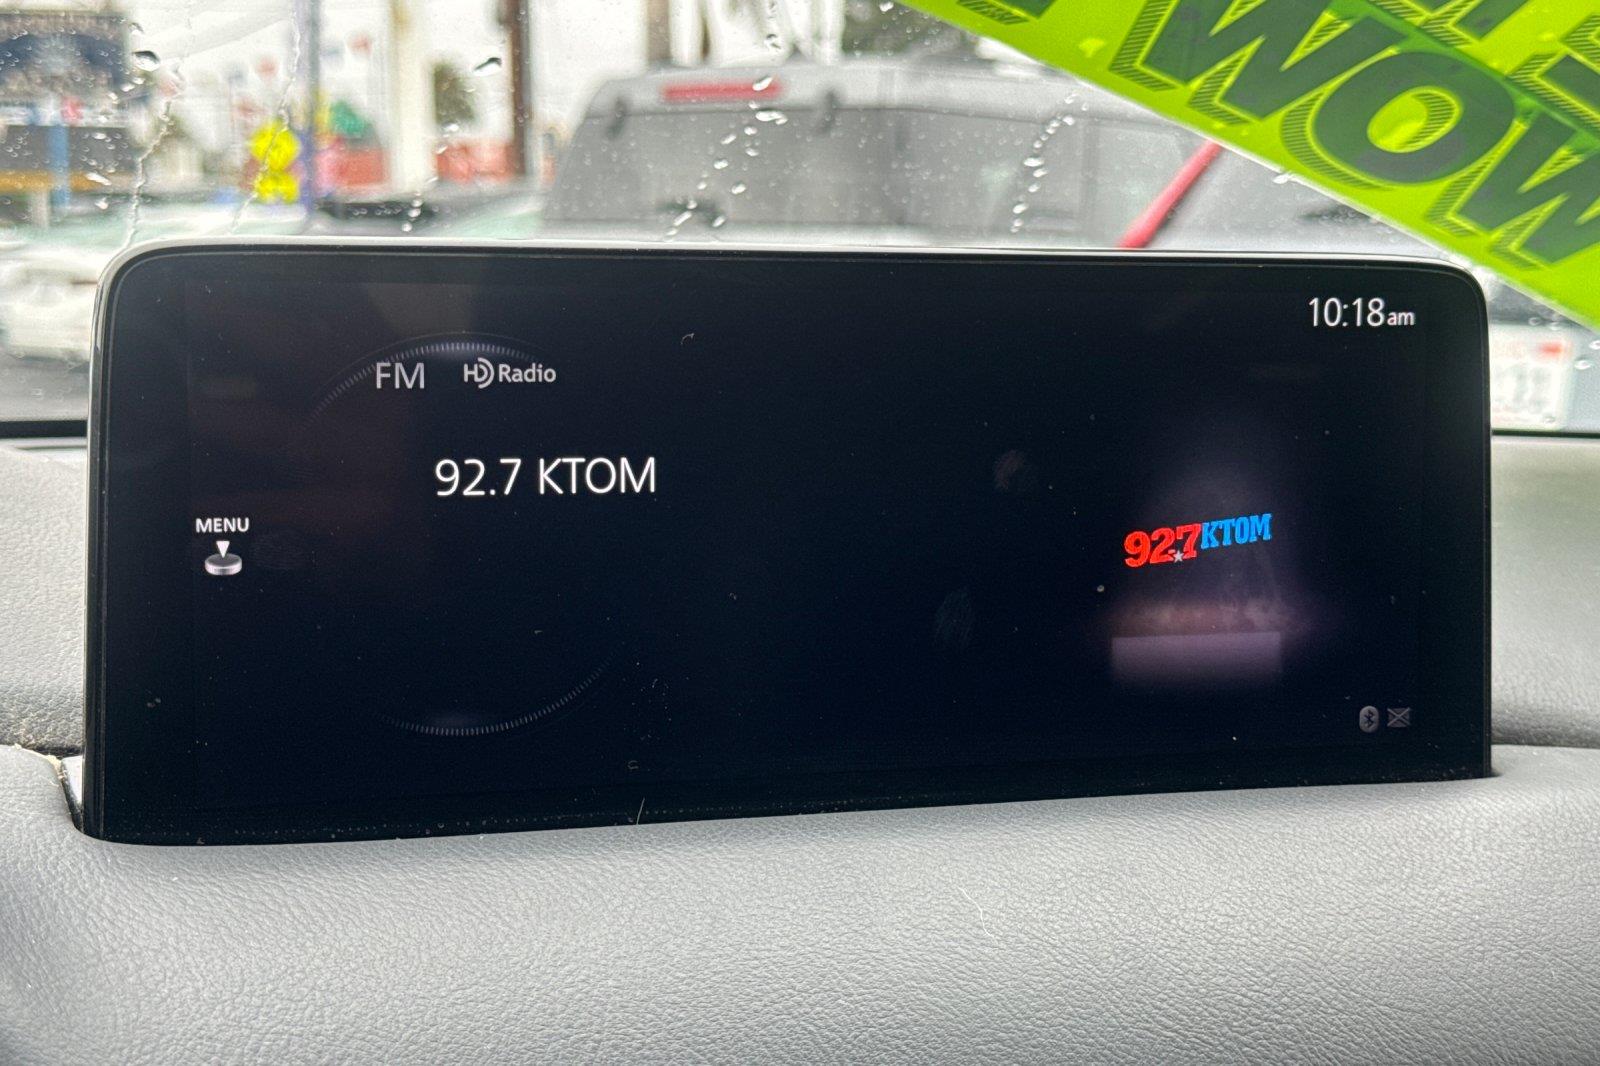 WOW
10:18am
FM HD Radio
92.7 KTOM
MENU
92.7 KTOM